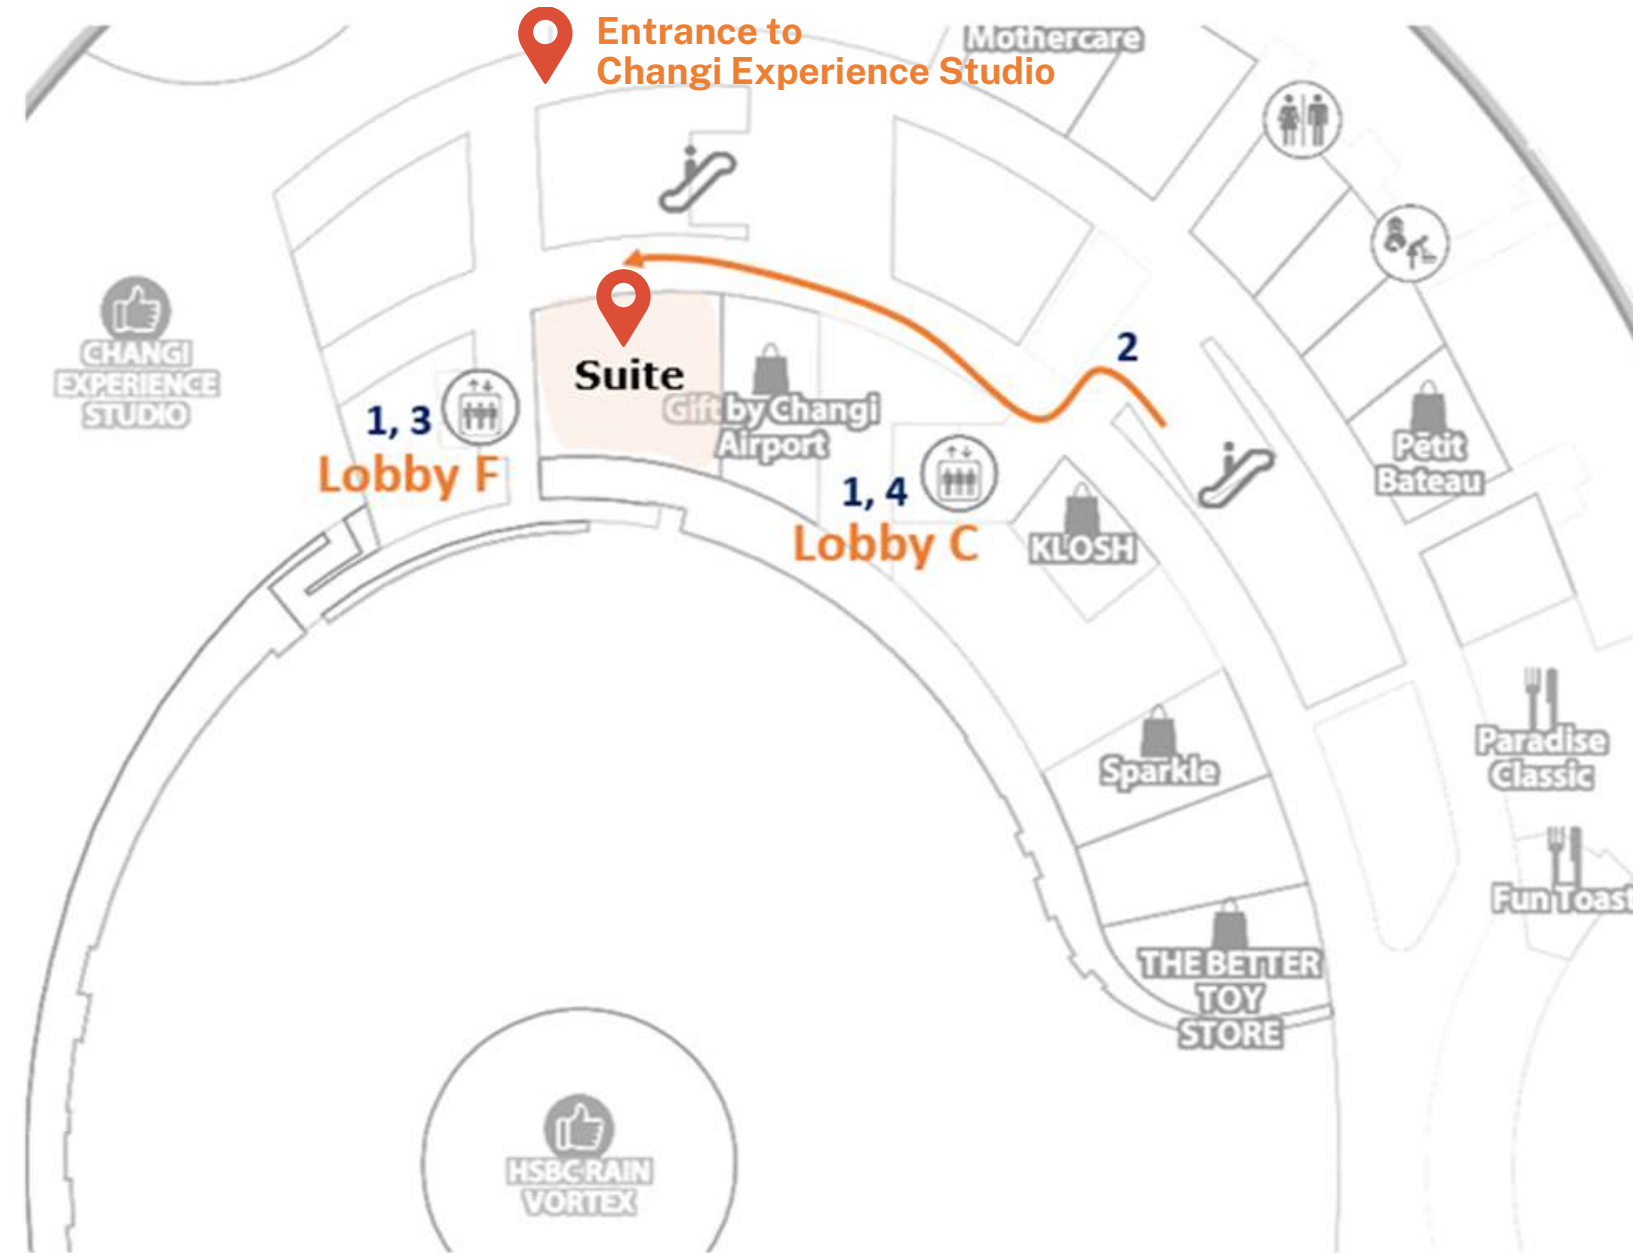 Entrance to
Changi Experience Studio
Mothercare
2
CHANGI
EXPERIENCE
STUDIO
Suite
1, 3
Lobby F
Gift by Changi
Airport
1, 4
Lobby C
KLOSH
Petit
Bateau
Sparkle
Paradise
Classic
Fun Toast
THE BETTER
TOY
STORE
HSBC RAIN
VORTEX